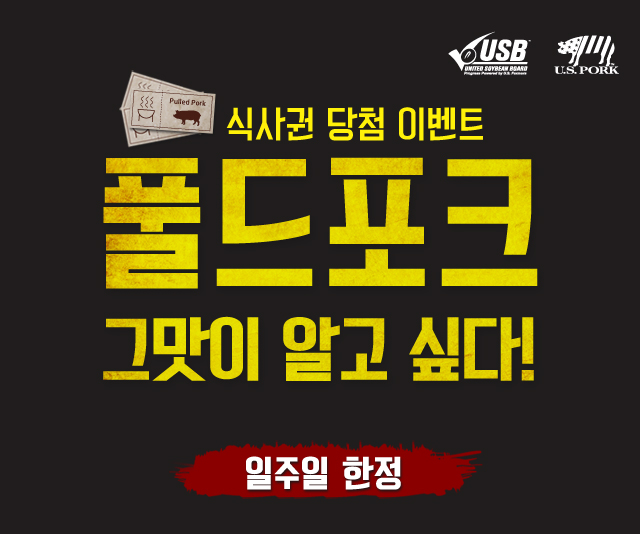 USB
UNITED SOYBEAN BOARD
Progress Powered by U.S. Farmers
U.S. PORK
Pulled Pork
식사권 당첨 이벤트
풀드포크
그맛이 알고 싶다!
일주일 한정